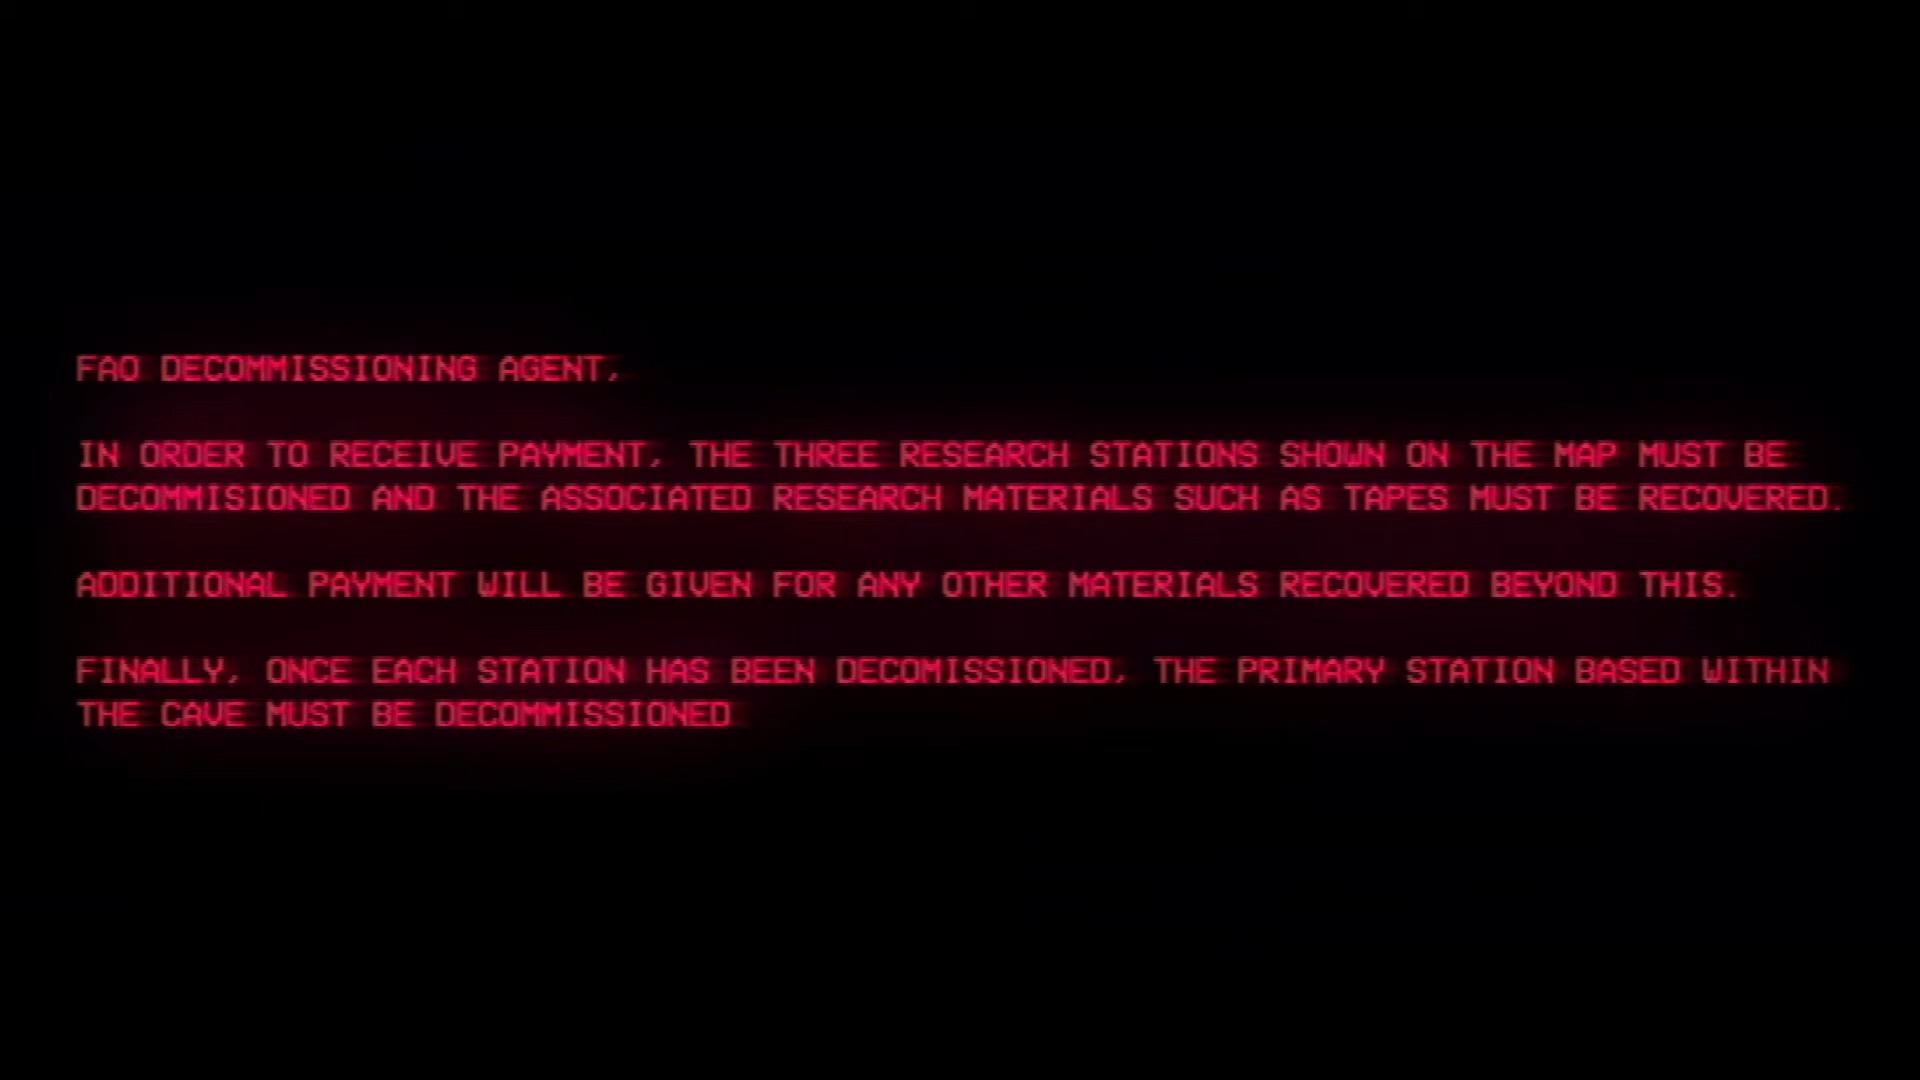 FAO DECOMMISSIONING AGENT,
IN ORDER TO RECEIVE PAYMENT, THE THREE RESEARCH STATIONS SHOWN ON THE MAP MUST BE
DECOMMISIONED AND THE ASSOCIATED RESEARCH MATERIALS SUCH AS TAPES MUST BE RECOVERED.
ADDITIONAL PAYMENT WILL BE GIVEN FOR ANY OTHER MATERIALS RECOVERED BEYOND THIS.
FINALLY, ONCE EACH STATION HAS BEEN DECOMISSIONED, THE PRIMARY STATION BASED WITHIN
THE CAVE MUST BE DECOMMISSIONED